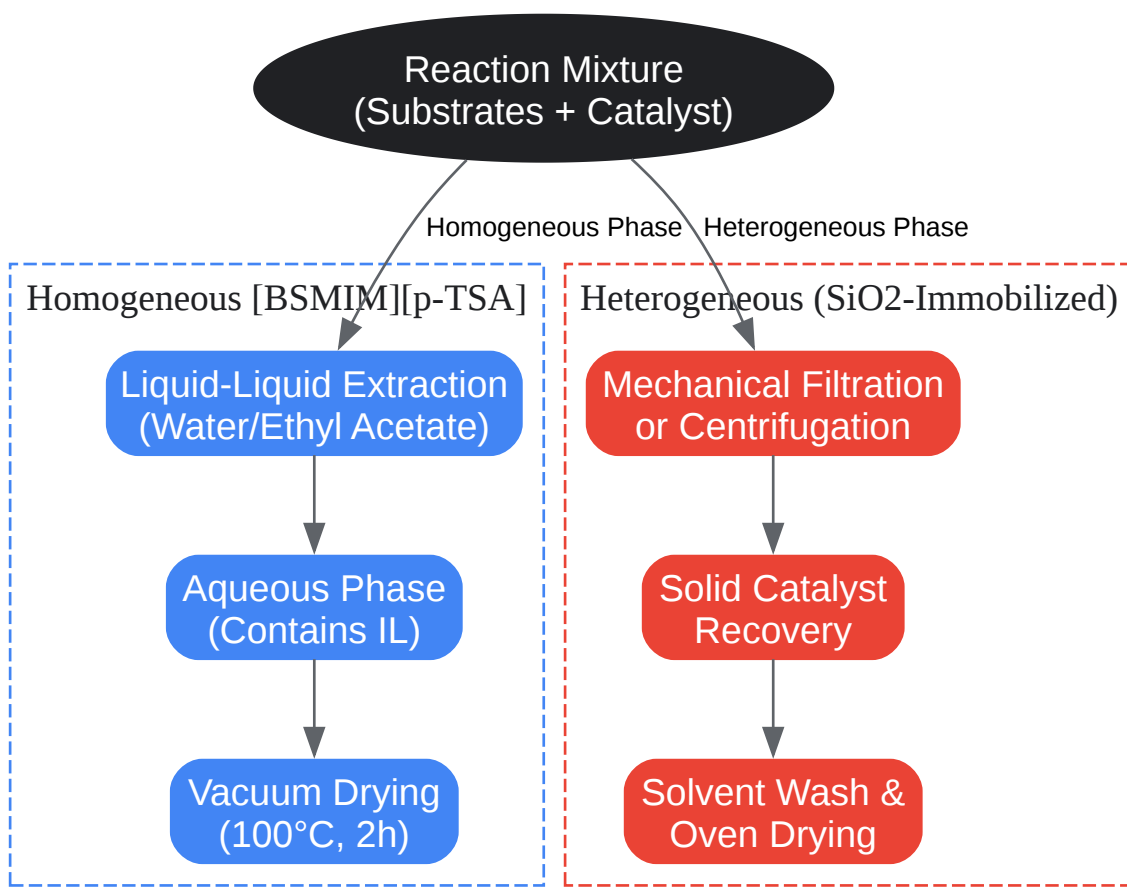 Reaction Mixture
(Substrates + Catalyst)
Homogeneous Phase
Heterogeneous Phase
Homogeneous [BSMIM][p-TSA]
Liquid-Liquid Extraction
(Water/Ethyl Acetate)
Aqueous Phase
(Contains IL)
Vacuum Drying
(100°C, 2h)
Heterogeneous (SiO2-Immobilized)
Mechanical Filtration
or Centrifugation
Solid Catalyst
Recovery
Solvent Wash &
Oven Drying